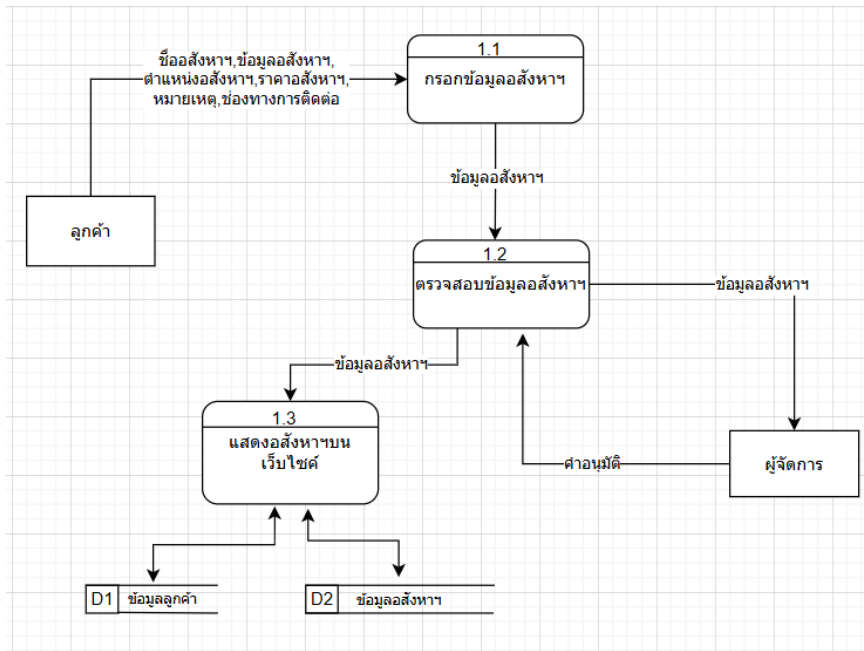 ชื่ออสังหาฯ,ข้อมูลอสังหาฯ,
ตำแหน่งอสังหาฯ,ราคาอสังหาฯ,
หมายเหตุ,ช่องทางการติดต่อ
1.1
กรอกข้อมูลอสังหาฯ
ข้อมูลอสังหาฯ
ลูกค้า
1.2
ตรวจสอบข้อมูลอสังหาฯ
ข้อมูลอสังหาฯ
ข้อมูลอสังหาฯ
1.3
แสดงอสังหาฯบน
เว็บไซค์
คำอนุมัติ
ผู้จัดการ
D1 ข้อมูลลูกค้า
D2 ข้อมูลอสังหาฯ